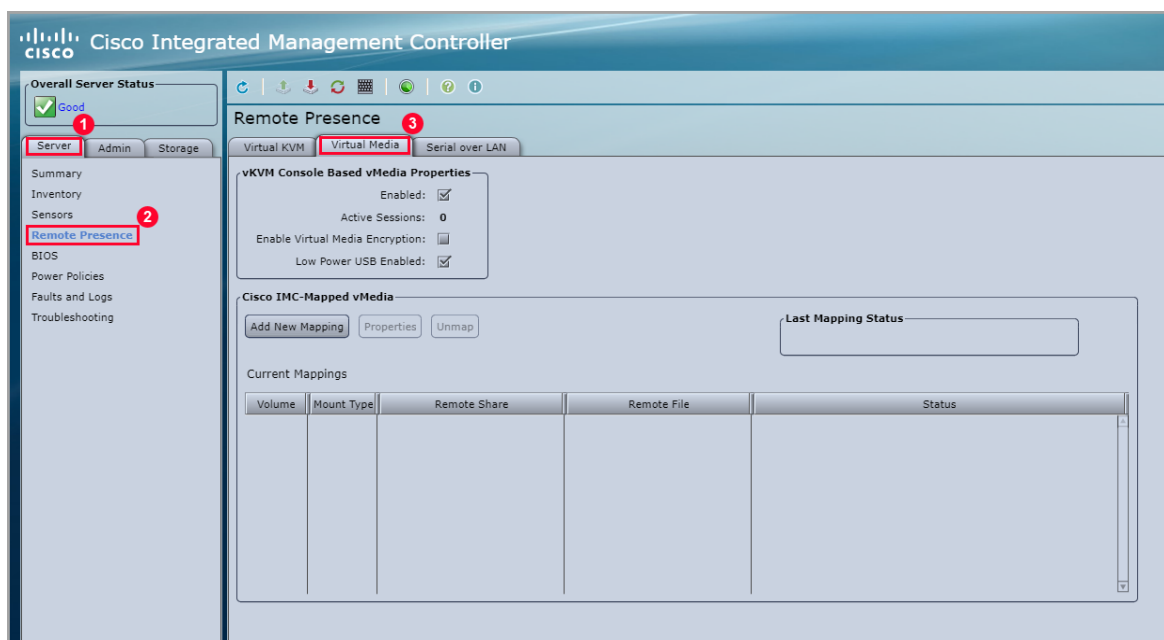 CISCO
Cisco Integrated Management Controller
Overall Server Status
Good
1
Server Admin Storage
Summary
Inventory
Sensors
2
Remote Presence
BIOS
Power Policies
Faults and Logs
Troubleshooting
Remote Presence
3
Virtual KVM Virtual Media Serial over LAN
vKVM Console Based vMedia Properties
Enabled:
Active Sessions: 0
Enable Virtual Media Encryption:
Low Power USB Enabled:
Cisco IMC-Mapped vMedia
Add New Mapping Properties Unmap
Last Mapping Status
Current Mappings
Volume Mount Type Remote Share Remote File Status